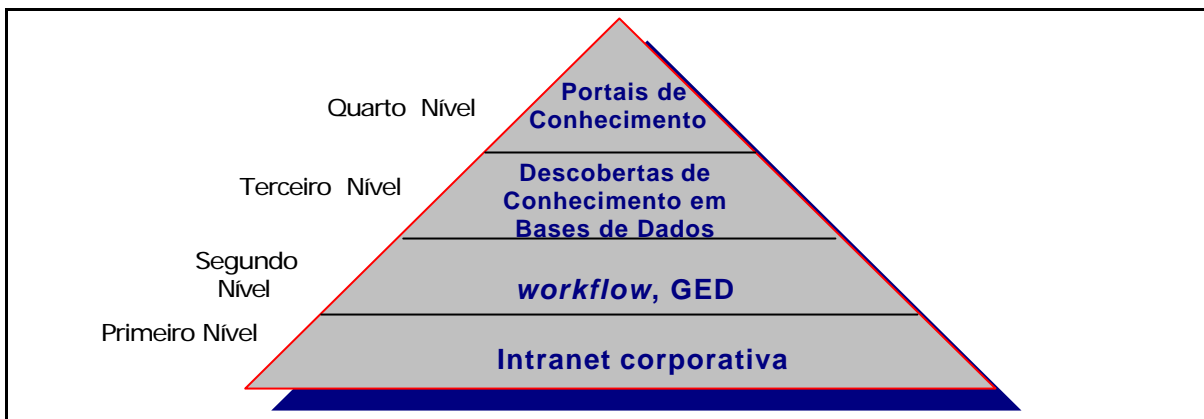 Quarto Nível
Portais de
Conhecimento
Terceiro Nível
Descobertas de
Conhecimento em
Bases de Dados
Segundo
Nível
workflow, GED
Primeiro Nível
Intranet corporativa